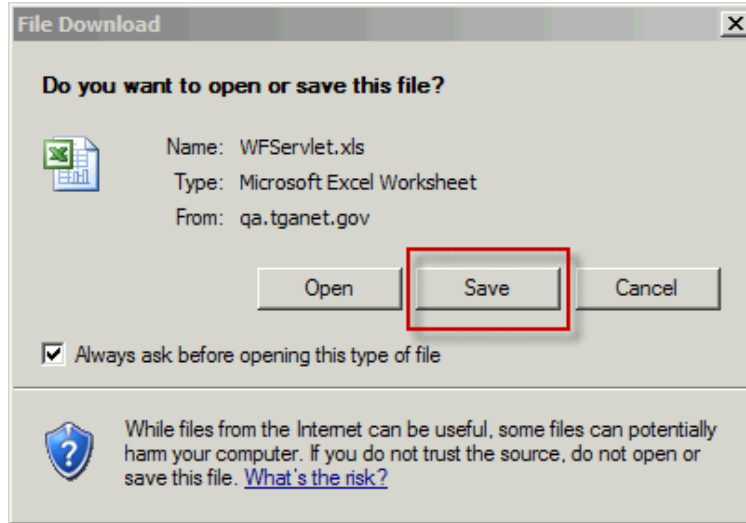 File Download
Do you want to open or save this file?
Name: WFServlet.xls
Type: Microsoft Excel Worksheet
From: qa.tganet.gov
Open Save Cancel
Always ask before opening this type of file
While files from the Internet can be useful, some files can potentially
harm your computer. If you do not trust the source, do not open or
save this file. What's the risk?